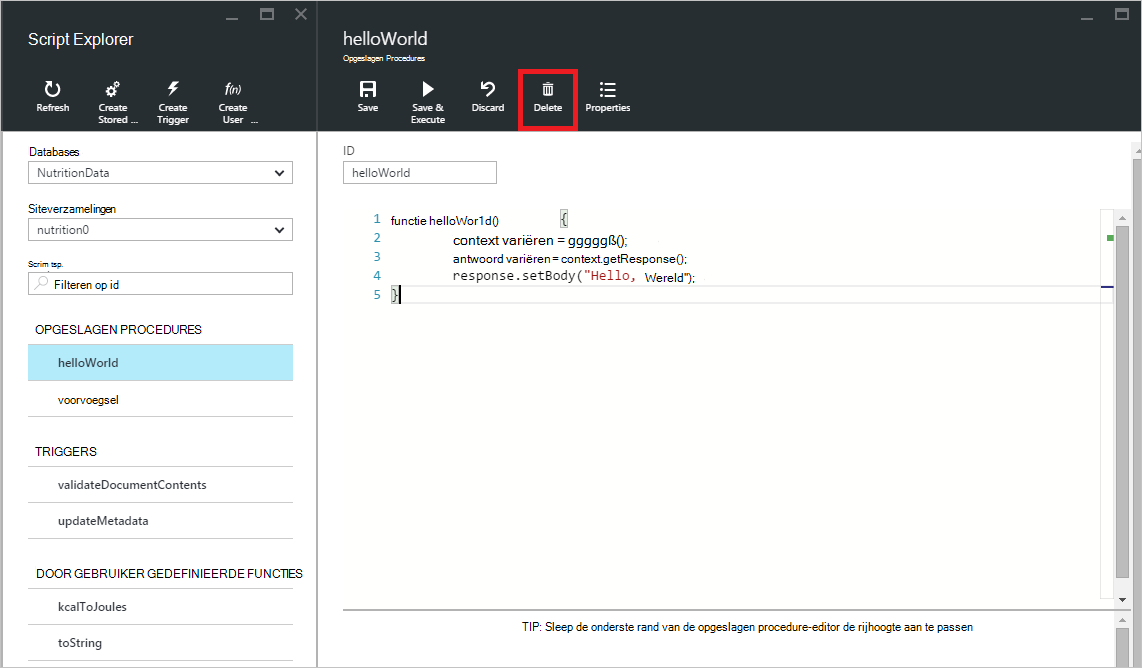 Script Explorer
Refresh
Create
Stored ...
Create
Trigger
f(n)
Create
User ...
Databases
NutritionData
Siteverzamelingen
nutrition0
Scrim tsp.
Filteren op id
OPGESLAGEN PROCEDURES
helloWorld
voorvoegsel
TRIGGERS
validateDocumentContents
updateMetadata
DOOR GEBRUIKER GEDEFINIEERDE FUNCTIES
kcalToJoules
toString
helloWorld
Opgeslagen Procedures
Save
Save &
Execute
Discard
Delete
Properties
ID
helloWorld
1 functie helloWor1d() {
2 context variëren = gggggß();
3 antwoord variëren = context.getResponse();
4 response.setBody("Hello, Wereld");
5 }
TIP: Sleep de onderste rand van de opgeslagen procedure-editor de rijhoogte aan te passen